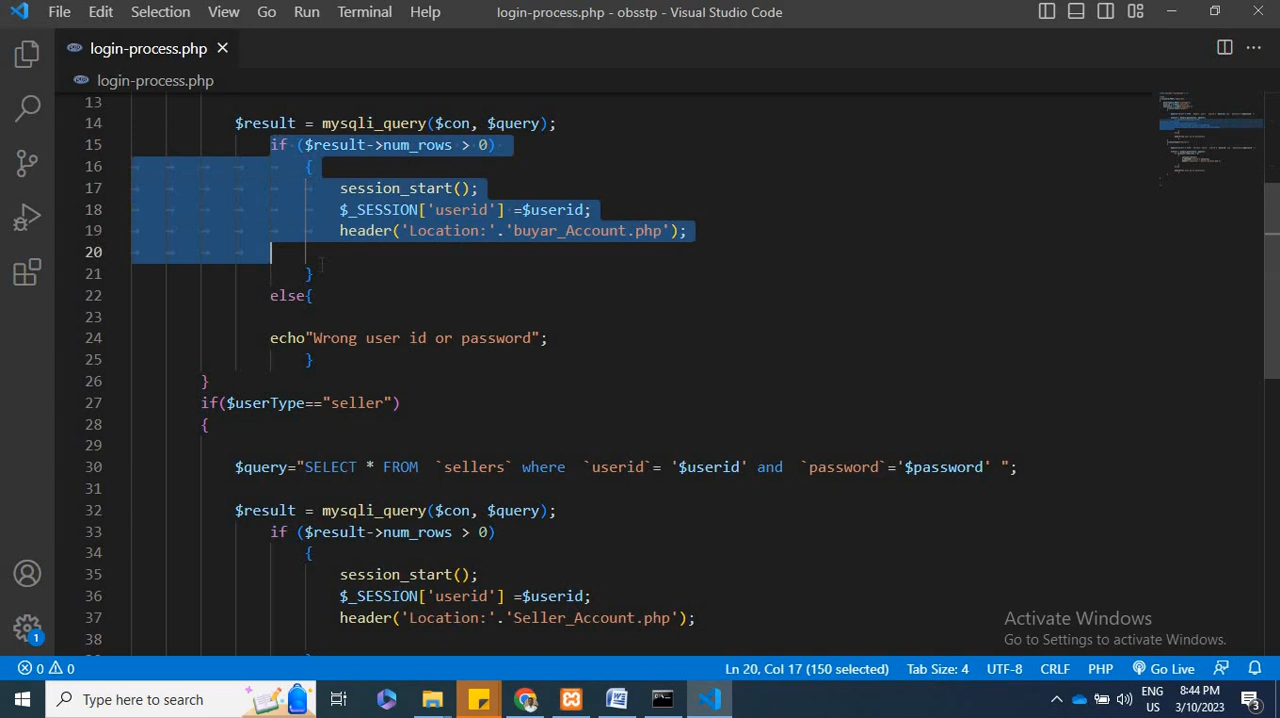 File Edit Selection View Go Run Terminal Help login-process.php - obsstp - Visual Studio Code
login-process.php
login-process.php
13
14 $result = mysqli_query($con, $query);
15 if ($result->num_rows > 0)
16 {
17 session_start();
18 $_SESSION['userid'] =$userid;
19 header('Location:'.'buyar_Account.php');
20
21 }
22 else{
23
24 echo"Wrong user id or password";
25 }
26 }
27 if($userType=="seller")
28 {
29
30 $query="SELECT * FROM `sellers` where `userid`= '$userid' and `password`='$password' ";
31
32 $result = mysqli_query($con, $query);
33 if ($result->num_rows > 0)
34 {
35 session_start();
36 $_SESSION['userid'] =$userid;
37 header('Location:'.'Seller_Account.php');
38
Activate Windows
Go to Settings to activate Windows.
1
0 0 Ln 20, Col 17 (150 selected) Tab Size: 4 UTF-8 CRLF PHP Go Live
Type here to search ENG US 8:44 PM 3/10/2023 3